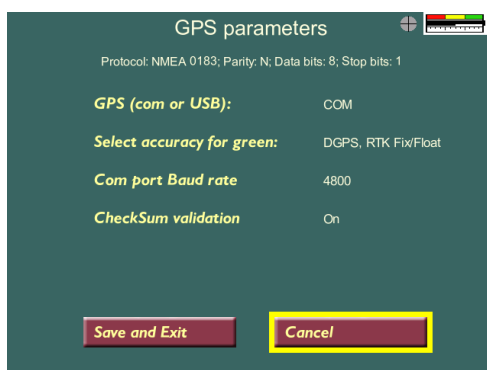 GPS parameters
Protocol: NMEA 0183; Parity: N; Data bits: 8; Stop bits: 1
GPS (com or USB): COM
Select accuracy for green: DGPS, RTK Fix/Float
Com port Baud rate 4800
CheckSum validation On
Save and Exit Cancel